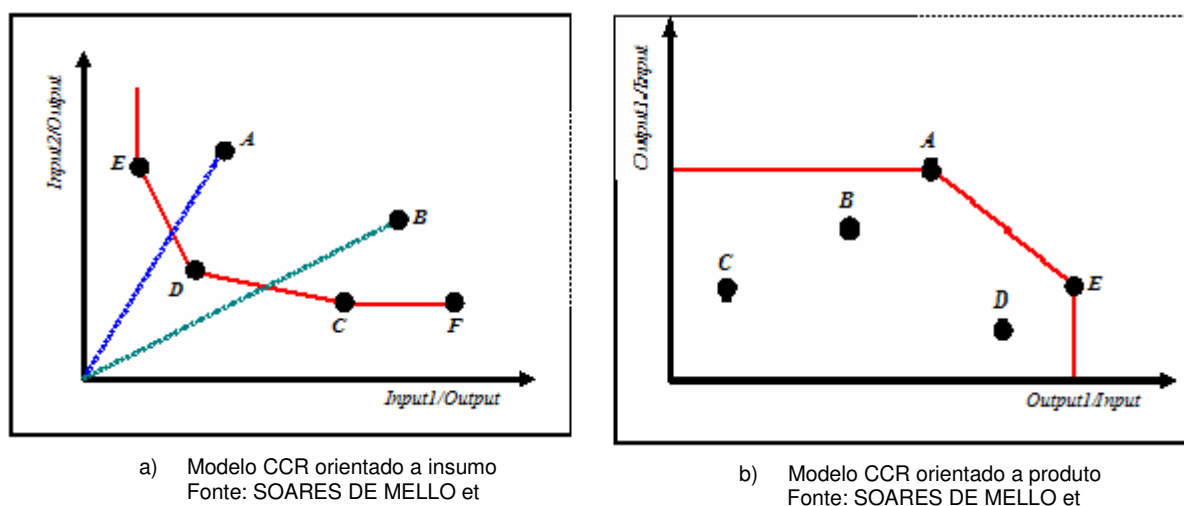 Input2/Output
E
A
B
D
C
F
Input1/Output
a) Modelo CCR orientado a insumo
Fonte: SOARES DE MELLO et
Output1/Input
A
B
C
E
D
Output1/Input
b) Modelo CCR orientado a produto
Fonte: SOARES DE MELLO et